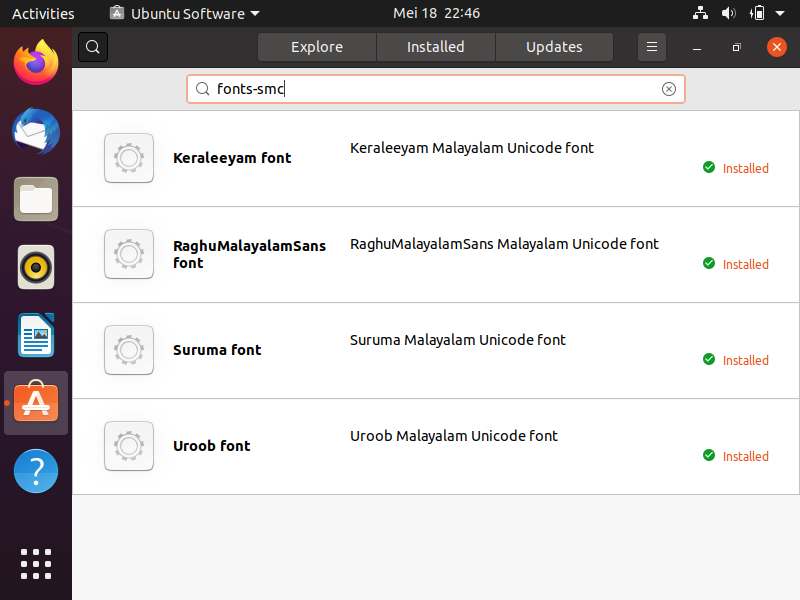 Activities
Ubuntu Software
Mei 18 22:46
Explore
Installed
Updates
fonts-smc
Keraleeyam font
Keraleeyam Malayalam Unicode font
Installed
RaghuMalayalamSans
font
RaghuMalayalamSans Malayalam Unicode font
Installed
Suruma font
Suruma Malayalam Unicode font
Installed
Uroob font
Uroob Malayalam Unicode font
Installed